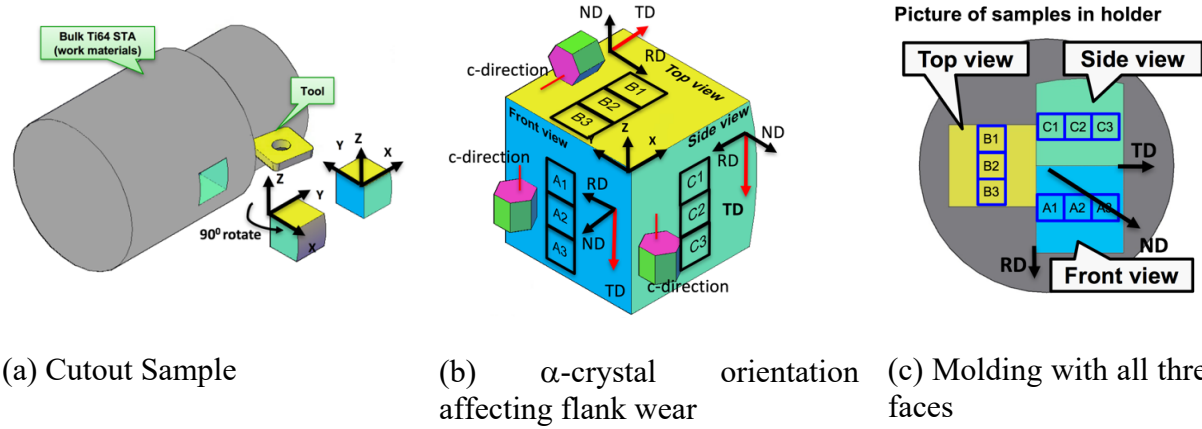 Bulk Ti64 STA
(work materials)
Tool
Z
Y
X
Z
Y
X
90⁰ rotate
ND
TD
RD
c-direction
Top view
B1
B2
B3
Front view
Z
Y
X
Side view
ND
RD
TD
c-direction
A1
A2
A3
RD
ND
TD
C1
C2
C3
c-direction
Picture of samples in holder
Top view
Side view
B1
B2
B3
C1 C2 C3
TD
A1 A2 A3
ND
RD
Front view
(a) Cutout Sample
(b) α-crystal orientation
affecting flank wear
(c) Molding with all thre
faces